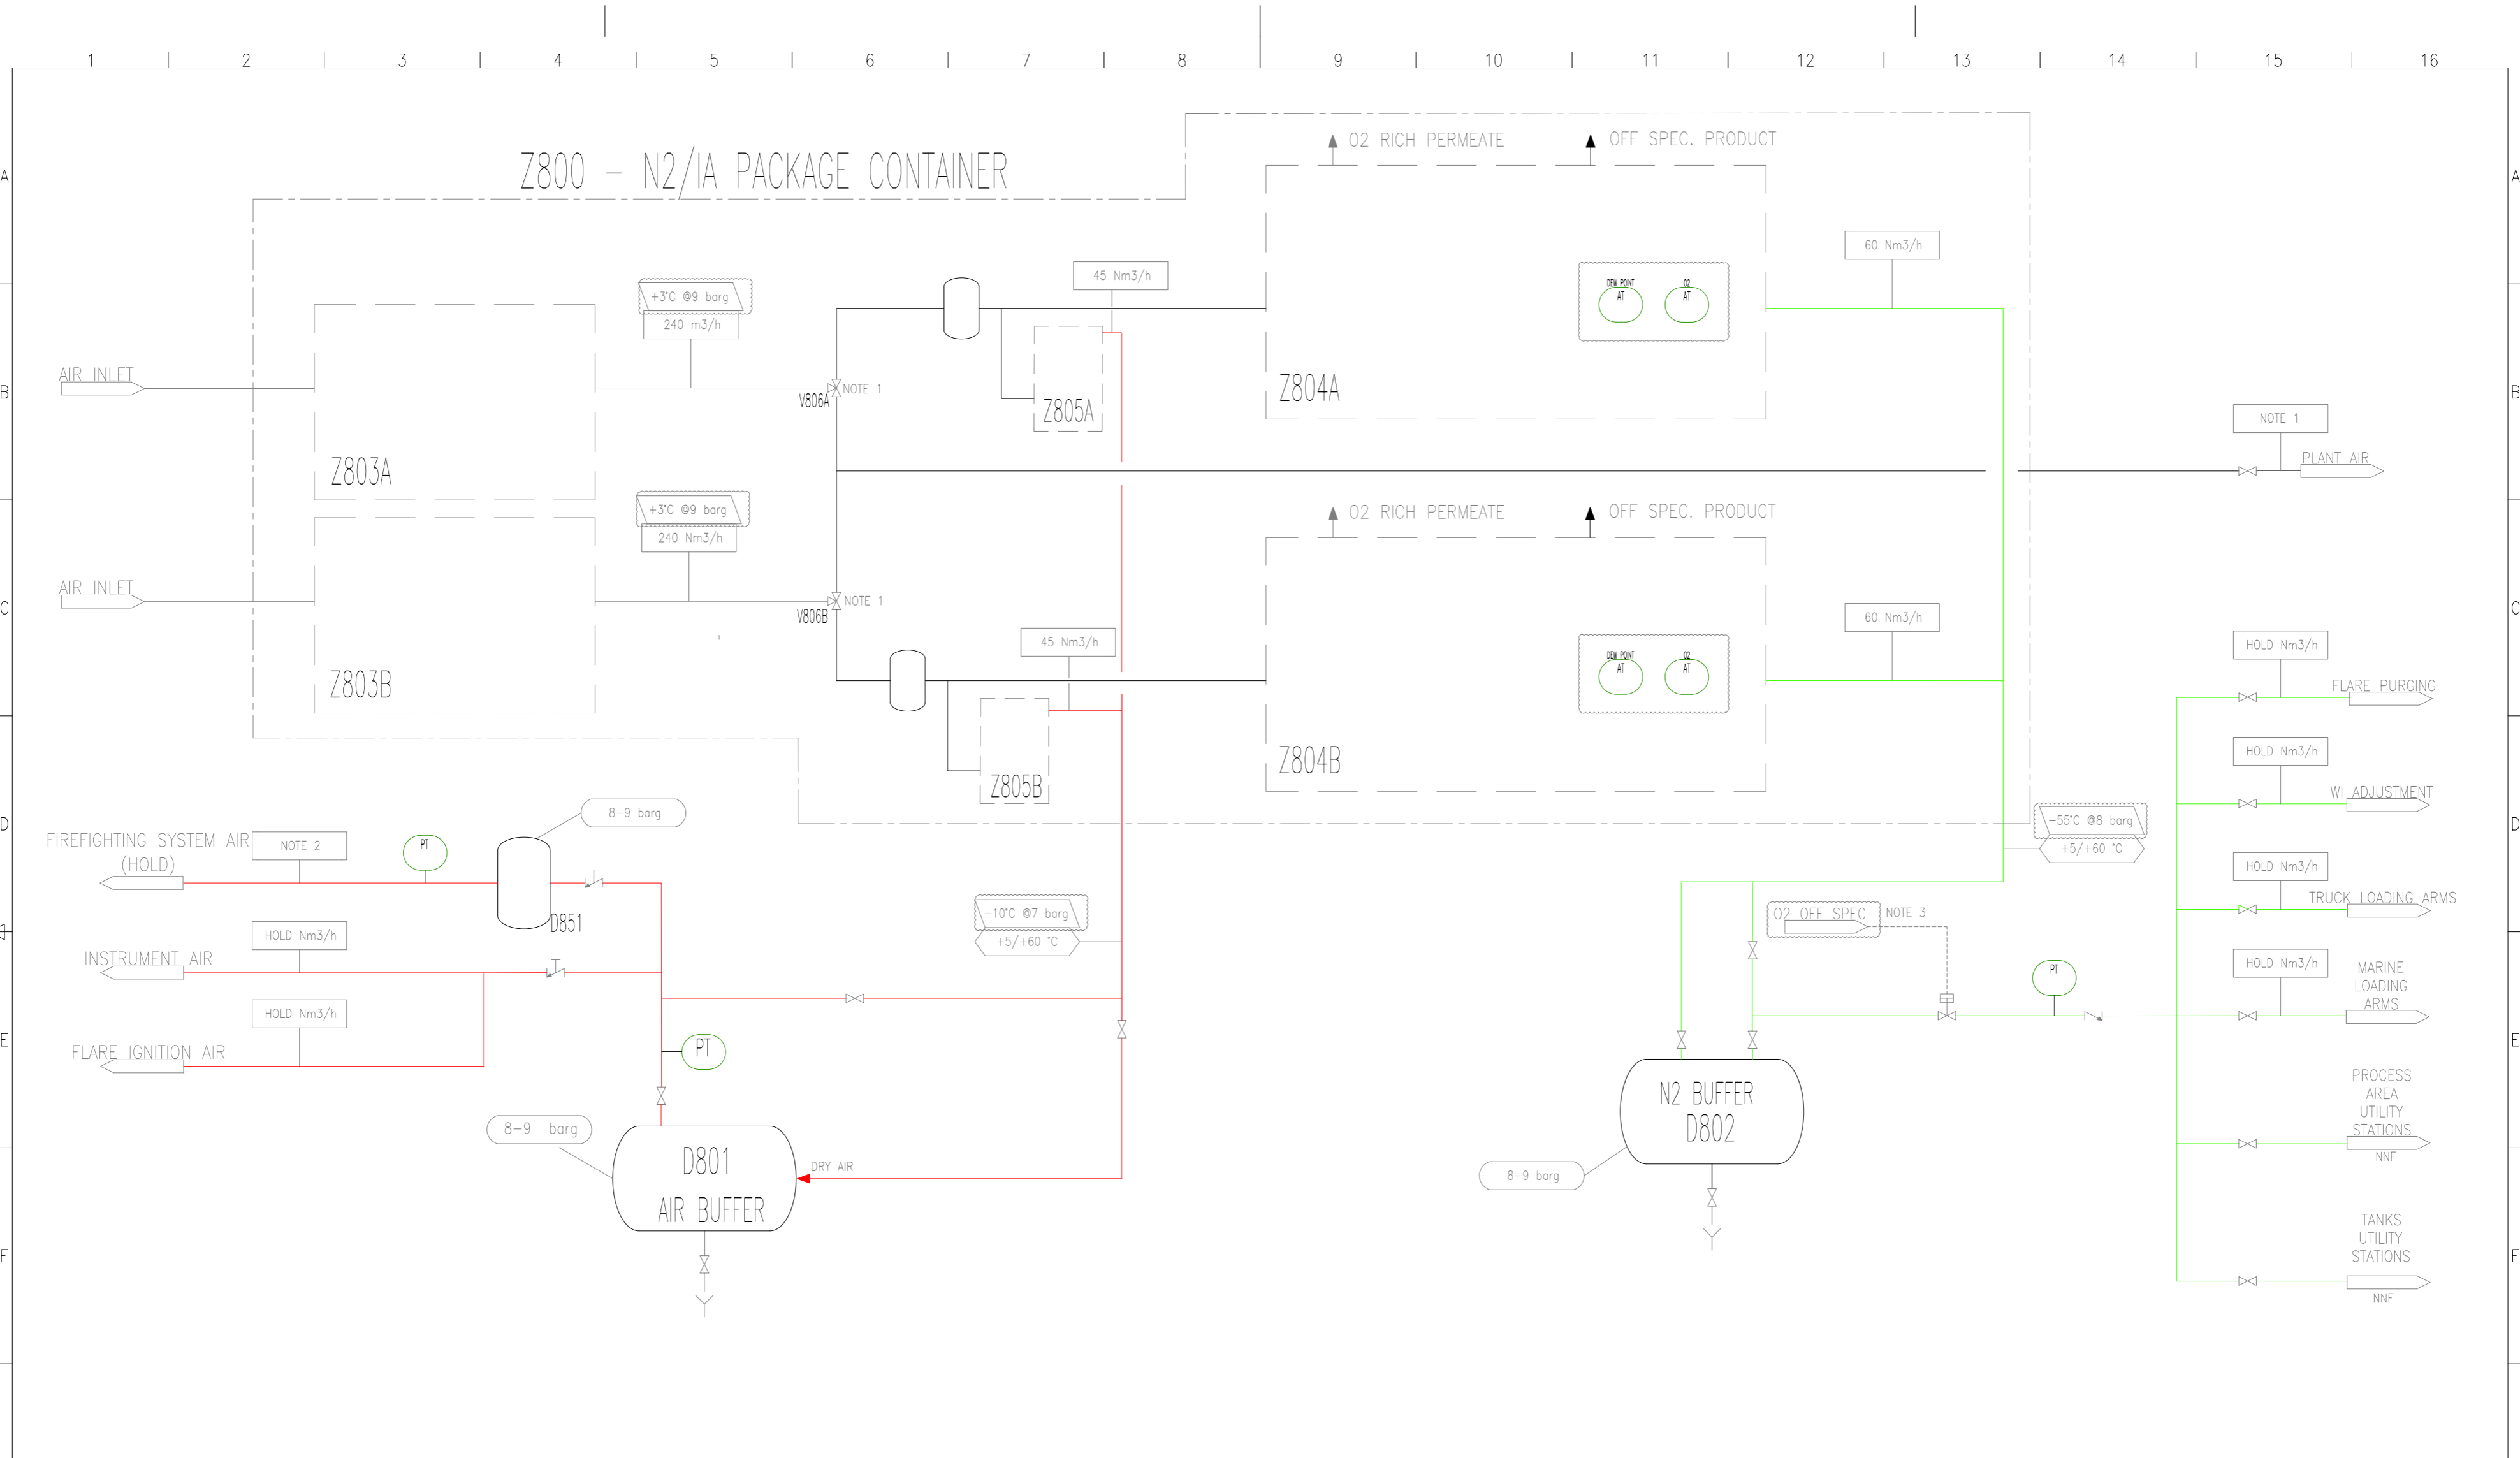 1 2 3 4 5 6 7 8 9 10 11 12 13 14 15 16
A
A
O2 RICH PERMEATE
OFF SPEC. PRODUCT
Z800 - N2/IA PACKAGE CONTAINER
60 Nm3/h
45 Nm3/h
+3°C @9 barg
240 m3/h
DEW POINT
AT
O2
AT
AIR INLET
B
B
V806A
NOTE 1
Z805A
Z804A
NOTE 1
PLANT AIR
Z803A
+3°C @9 barg
240 Nm3/h
O2 RICH PERMEATE
OFF SPEC. PRODUCT
AIR INLET
C
C
V806B
NOTE 1
60 Nm3/h
45 Nm3/h
DEW POINT
AT
O2
AT
HOLD Nm3/h
FLARE PURGING
Z803B
Z805B
Z804B
HOLD Nm3/h
WI ADJUSTMENT
8-9 barg
D
D
-55°C @8 barg
+5/+60 °C
FIREFIGHTING SYSTEM AIR
(HOLD)
NOTE 2
PT
D851
HOLD Nm3/h
TRUCK LOADING ARMS
-10°C @7 barg
+5/+60 °C
O2 OFF SPEC
NOTE 3
HOLD Nm3/h
INSTRUMENT AIR
PT
HOLD Nm3/h
MARINE
LOADING
ARMS
HOLD Nm3/h
FLARE IGNITION AIR
E
E
PT
N2 BUFFER
D802
PROCESS
AREA
UTILITY
STATIONS
NNF
8-9 barg
D801
AIR BUFFER
DRY AIR
8-9 barg
TANKS
UTILITY
STATIONS
NNF
F
F